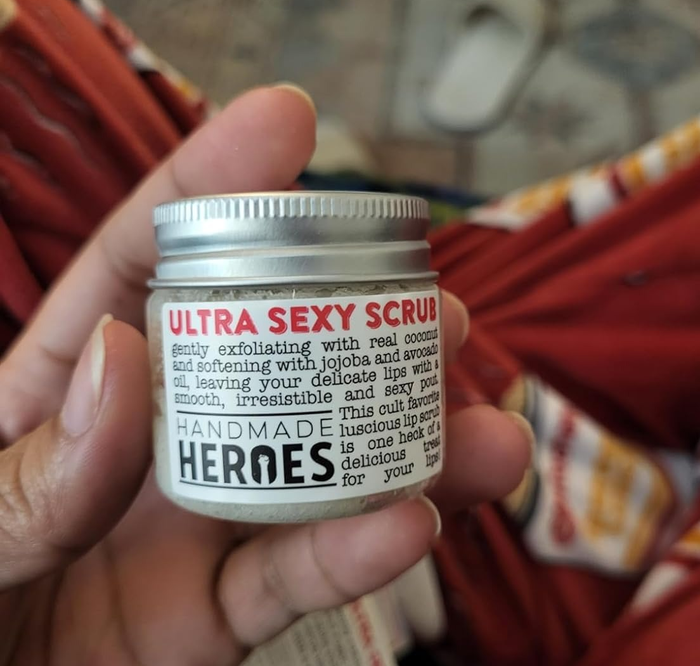 ULTRA SEXY SCRUB
gently exfoliating with real coconut
and softening with jojoba and avocado
oil, leaving your delicate lips with a
smooth, irresistible and sexy pout.
HANDMADE
HEROES
This cult favorite
luscious lip scrub
is one heck of a
delicious treat
for your lips!